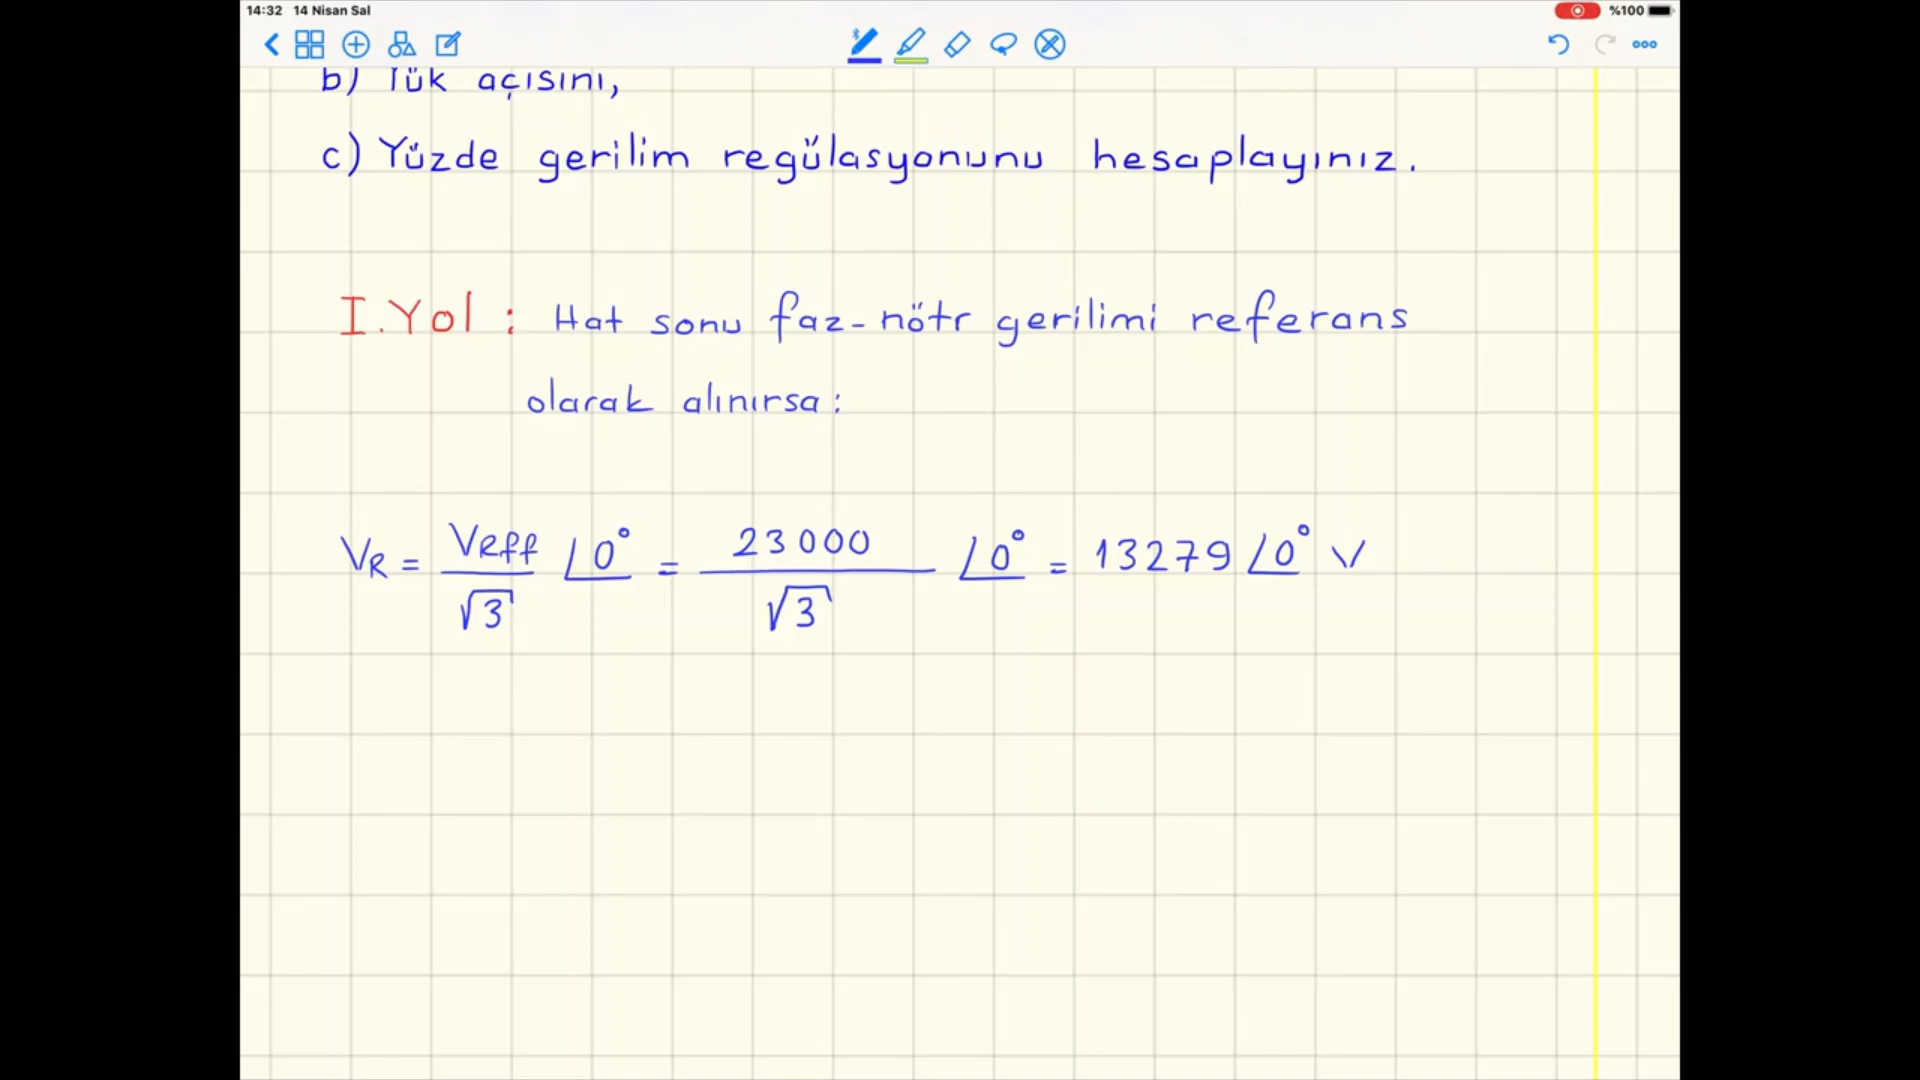 14:32 14 Nisan Sal %100
b) Yük açısını,
c) Yüzde gerilim regülasyonunu hesaplayınız.
I.Yol : Hat sonu faz-nötr gerilimi referans
olarak alınırsa:
VR = Veff/√3 ∠0° = 23000/√3 ∠0° = 13279 ∠0° V